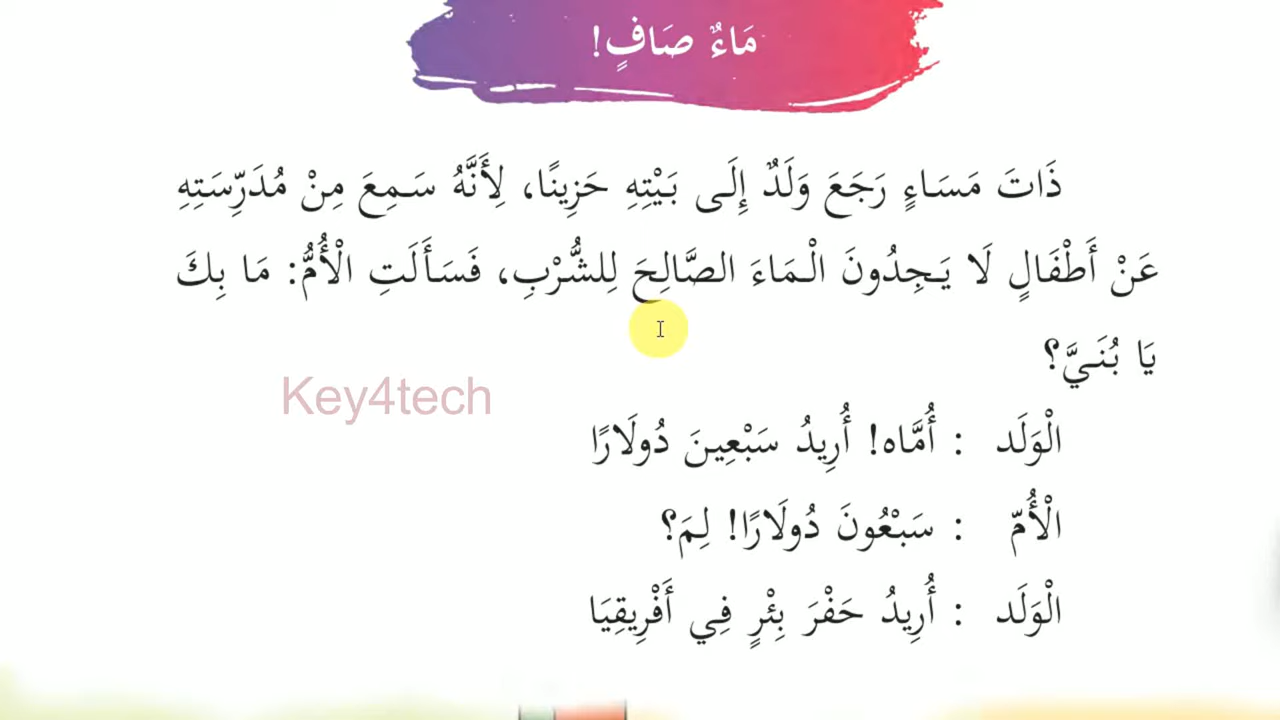 مَاءٌ صَافٍ!
ذَاتَ مَسَاءٍ رَجَعَ وَلَدٌ إِلَى بَيْتِهِ حَزِينًا، لِأَنَّهُ سَمِعَ مِنْ مُدَرِّسَتِهِ
عَنْ أَطْفَالٍ لَا يَجِدُونَ الْمَاءَ الصَّالِحَ لِلشُّرْبِ، فَسَأَلَتِ الْأُمُّ: مَا بِكَ
يَا بُنَيَّ؟
Key4tech
الْوَلَد : أُمَّاه! أُرِيدُ سَبْعِينَ دُولَارًا
الْأُمّ : سَبْعُونَ دُولَارًا! لِمَ؟
الْوَلَد : أُرِيدُ حَفْرَ بِئْرٍ فِي أَفْرِيقِيَا